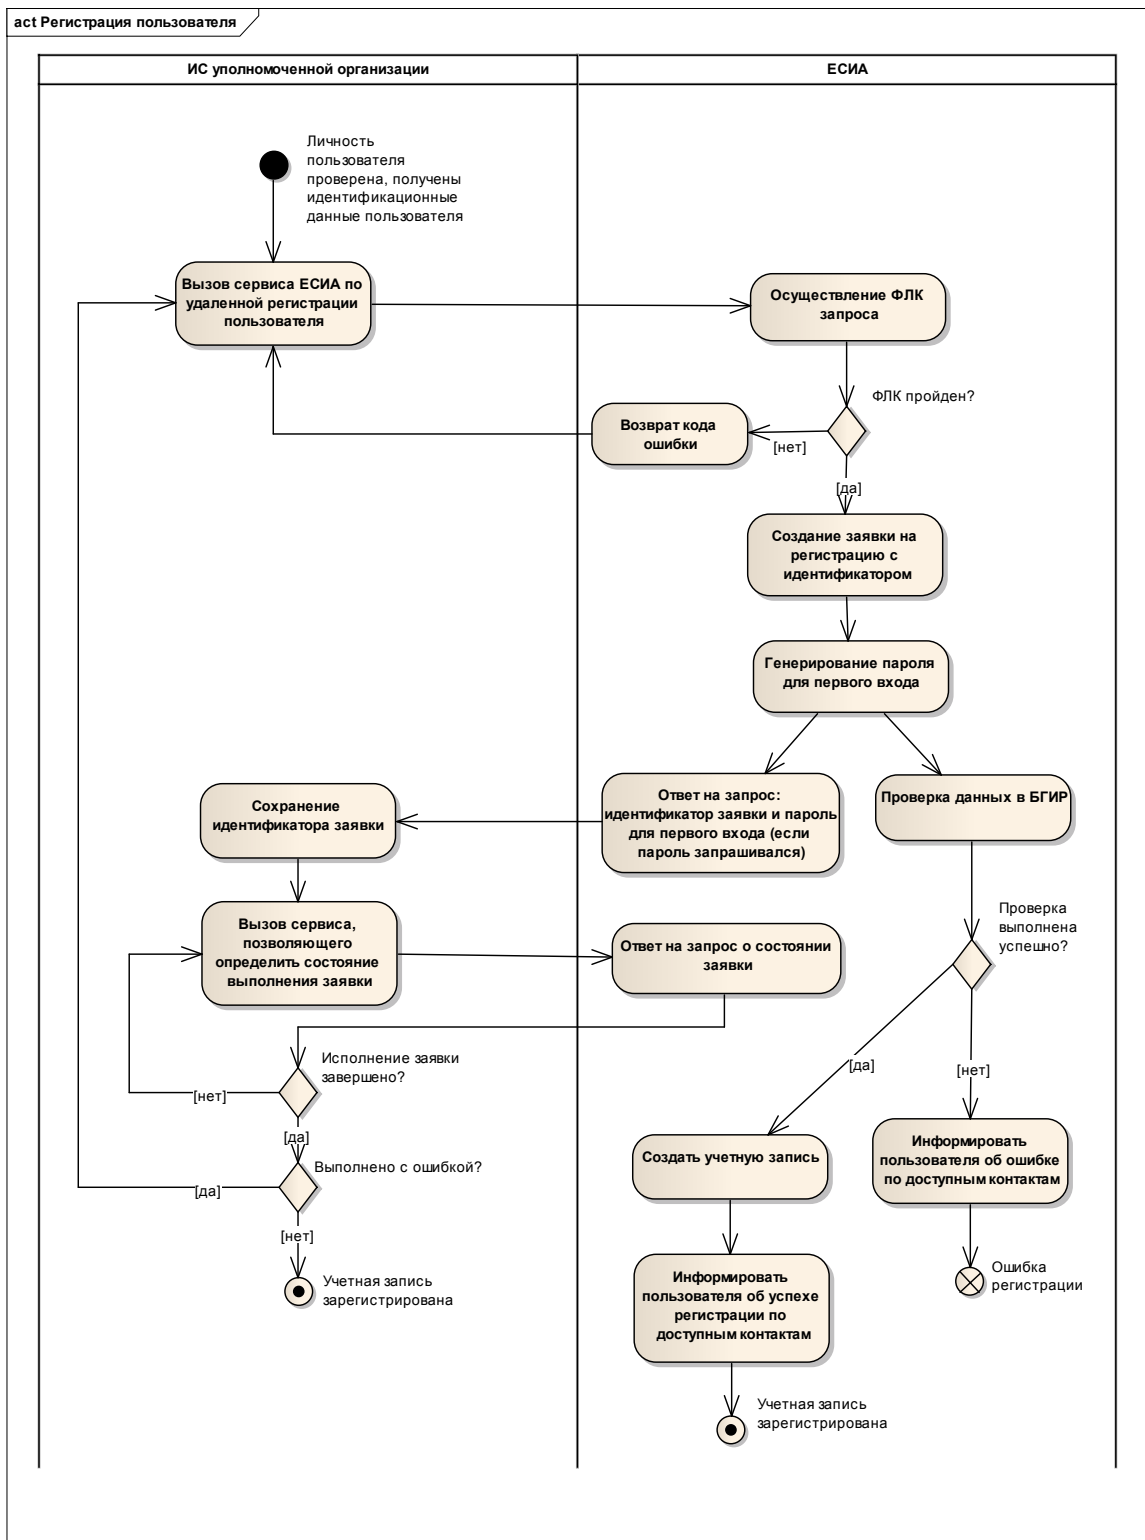 act Регистрация пользователя
ИС уполномоченной организации
ЕСИА
Личность
пользователя
проверена, получены
идентификационные
данные пользователя
Вызов сервиса ЕСИА по
удаленной регистрации
пользователя
Осуществление ФЛК
запроса
ФЛК пройден?
Возврат кода
ошибки
[нет]
[да]
Создание заявки на
регистрацию с
идентификатором
Генерирование пароля
для первого входа
Сохранение
идентификатора заявки
Ответ на запрос:
идентификатор заявки и пароль
для первого входа (если
пароль запрашивался)
Проверка данных в БГИР
Вызов сервиса,
позволяющего
определить состояние
выполнения заявки
Ответ на запрос о состоянии
заявки
Проверка
выполнена
успешно?
Исполнение заявки
завершено?
[нет]
[да]
[да]
[нет]
Выполнено с ошибкой?
[да]
[нет]
Создать учетную запись
Информировать
пользователя об ошибке
по доступным контактам
Учетная запись
зарегистрирована
Информировать
пользователя об успехе
регистрации по
доступным контактам
Ошибка
регистрации
Учетная запись
зарегистрирована